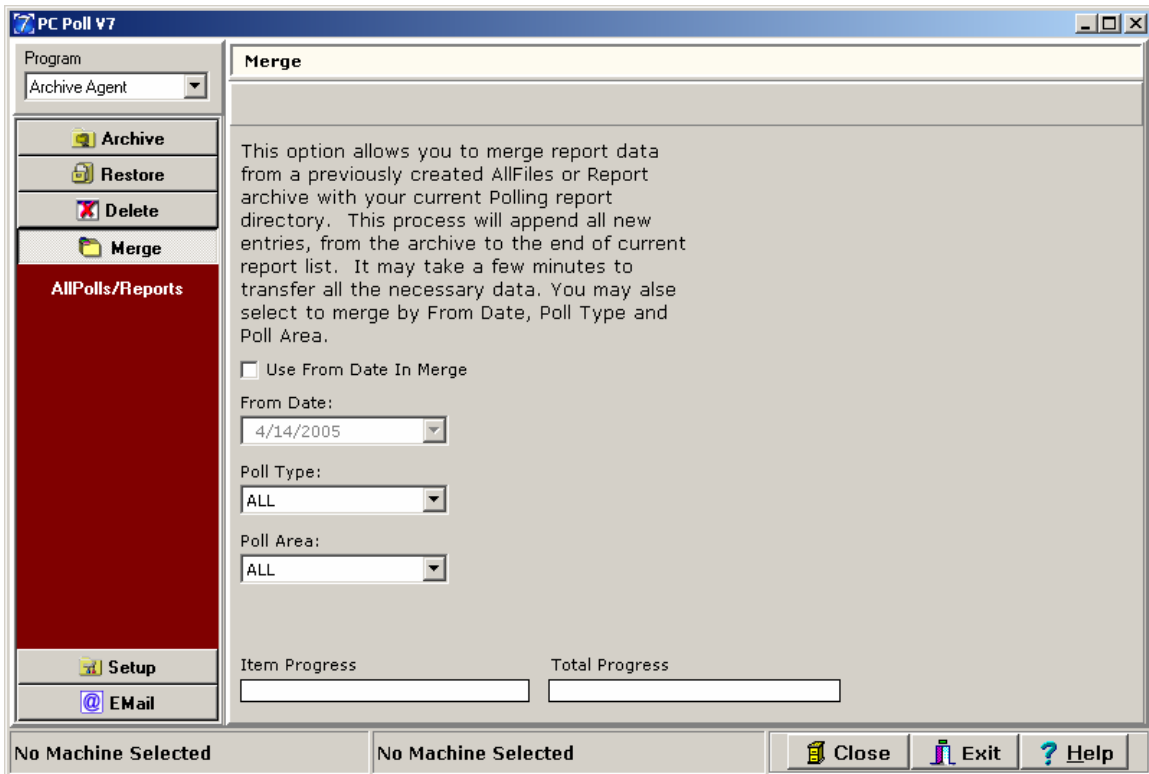 PC Poll V7
Program
Archive Agent
Archive
Restore
Delete
Merge
AllPolls/Reports
Setup
EMail
Merge
This option allows you to merge report data
from a previously created AllFiles or Report
archive with your current Polling report
directory.  This process will append all new
entries, from the archive to the end of current
report list.  It may take a few minutes to
transfer all the necessary data. You may alse
select to merge by From Date, Poll Type and
Poll Area.
Use From Date In Merge
From Date:
4/14/2005
Poll Type:
ALL
Poll Area:
ALL
Item Progress
Total Progress
No Machine Selected
No Machine Selected
Close
Exit
? Help